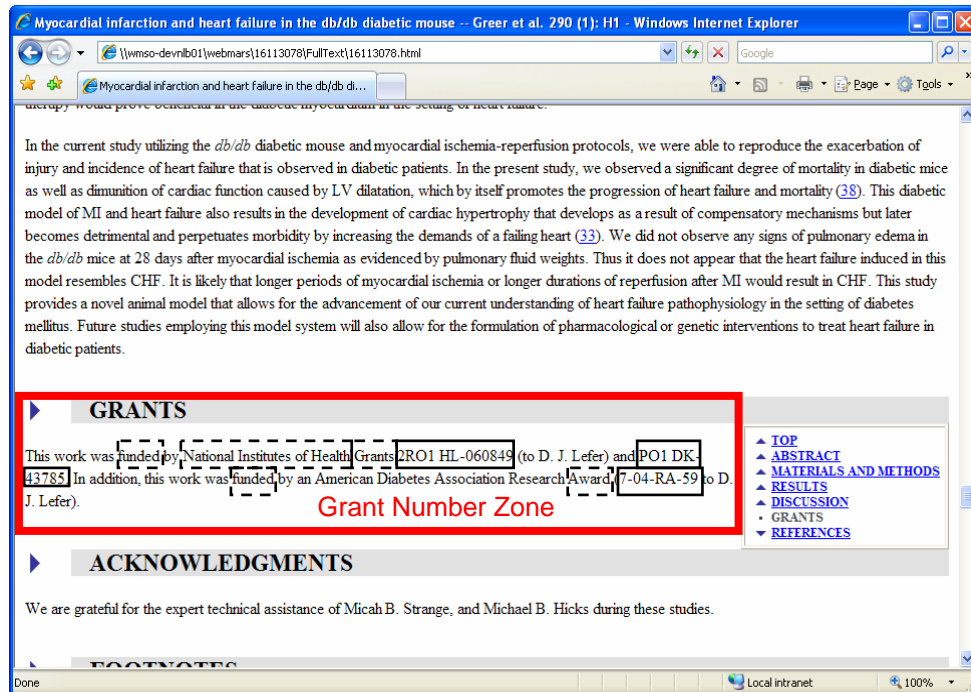 Myocardial infarction and heart failure in the db/db diabetic mouse -- Greer et al. 290 (1): H1 - Windows Internet Explorer
\\wmso-devnlb01\webmars\16113078\FullText\16113078.html
Google
Myocardial infarction and heart failure in the db/db di...
Page
Tools
»
therapy would prove beneficial in the diabetic myocardium in the setting of heart failure.
In the current study utilizing the db/db diabetic mouse and myocardial ischemia-reperfusion protocols, we were able to reproduce the exacerbation of
injury and incidence of heart failure that is observed in diabetic patients. In the present study, we observed a significant degree of mortality in diabetic mice
as well as dimunition of cardiac function caused by LV dilatation, which by itself promotes the progression of heart failure and mortality (38). This diabetic
model of MI and heart failure also results in the development of cardiac hypertrophy that develops as a result of compensatory mechanisms but later
becomes detrimental and perpetuates morbidity by increasing the demands of a failing heart (33). We did not observe any signs of pulmonary edema in
the db/db mice at 28 days after myocardial ischemia as evidenced by pulmonary fluid weights. Thus it does not appear that the heart failure induced in this
model resembles CHF. It is likely that longer periods of myocardial ischemia or longer durations of reperfusion after MI would result in CHF. This study
provides a novel animal model that allows for the advancement of our current understanding of heart failure pathophysiology in the setting of diabetes
mellitus. Future studies employing this model system will also allow for the formulation of pharmacological or genetic interventions to treat heart failure in
diabetic patients.
GRANTS
This work was funded by National Institutes of Health Grants 2RO1 HL-060849 (to D. J. Lefer) and PO1 DK-
43785. In addition, this work was funded by an American Diabetes Association Research Award (7-04-RA-59 to D.
J. Lefer).
Grant Number Zone
TOP
ABSTRACT
MATERIALS AND METHODS
RESULTS
DISCUSSION
GRANTS
REFERENCES
ACKNOWLEDGMENTS
We are grateful for the expert technical assistance of Micah B. Strange, and Michael B. Hicks during these studies.
FOOTNOTES
Done
Local intranet
100%